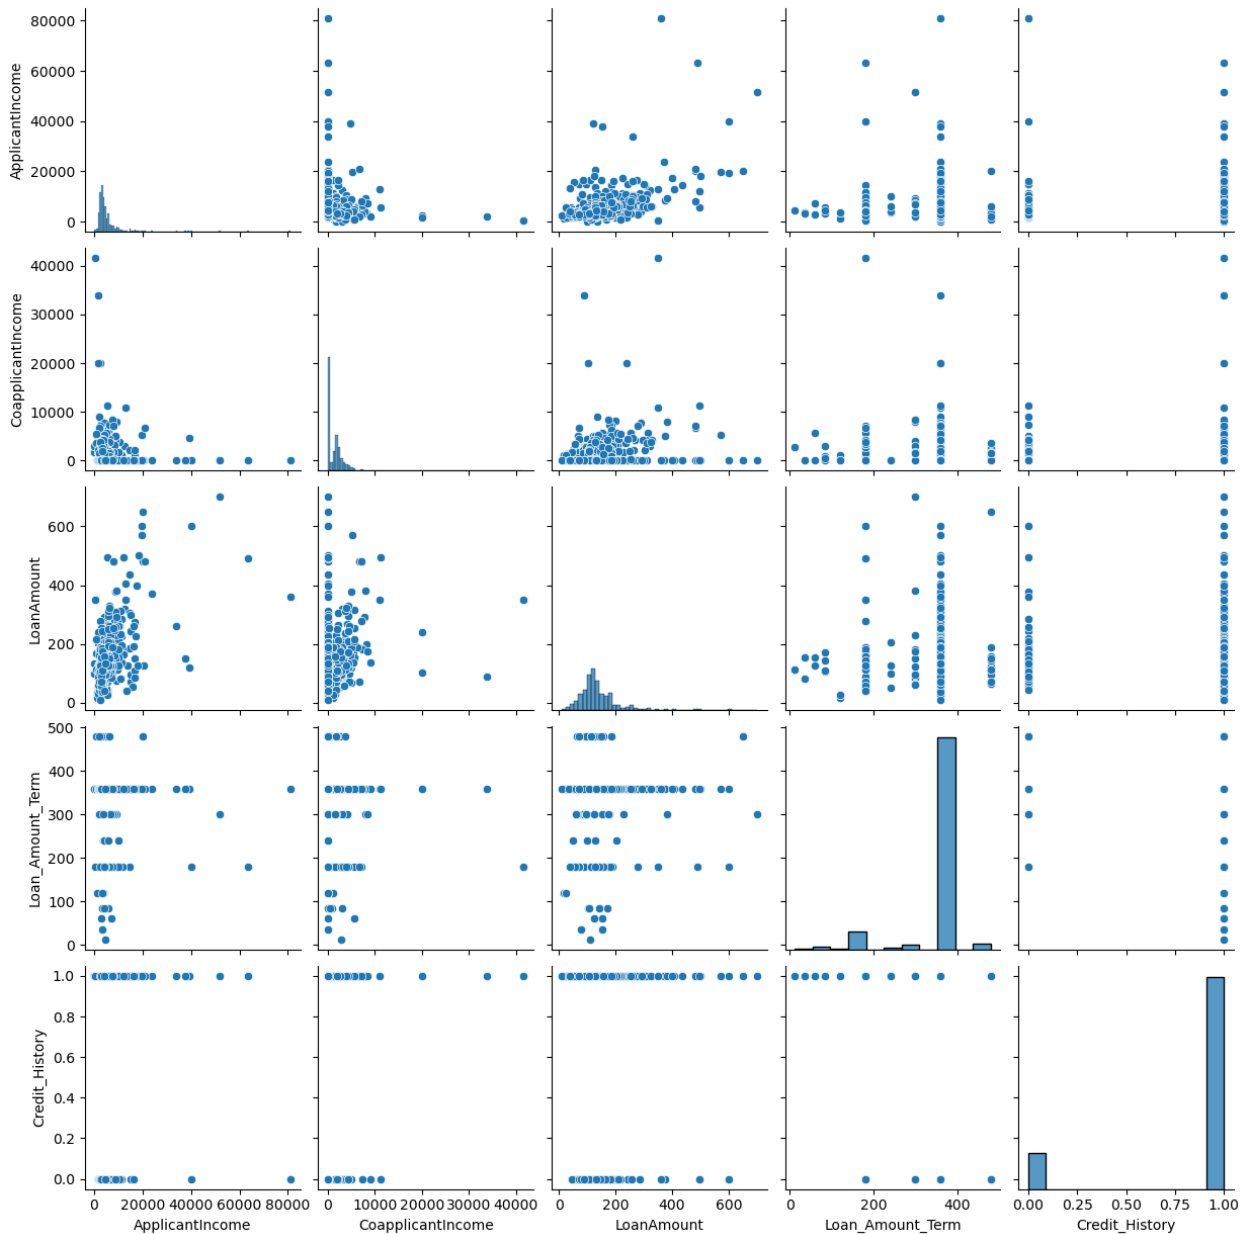 80000
60000
40000
20000
0
ApplicantIncome
40000
30000
20000
10000
0
CoapplicantIncome
600
400
200
0
LoanAmount
500
400
300
200
100
0
Loan_Amount_Term
1.0
0.8
0.6
0.4
0.2
0.0
Credit_History
0 20000 40000 60000 80000
0 10000 20000 30000 40000
0 200 400 600
0 200 400
0.00 0.25 0.50 0.75 1.00
ApplicantIncome
CoapplicantIncome
LoanAmount
Loan_Amount_Term
Credit_History